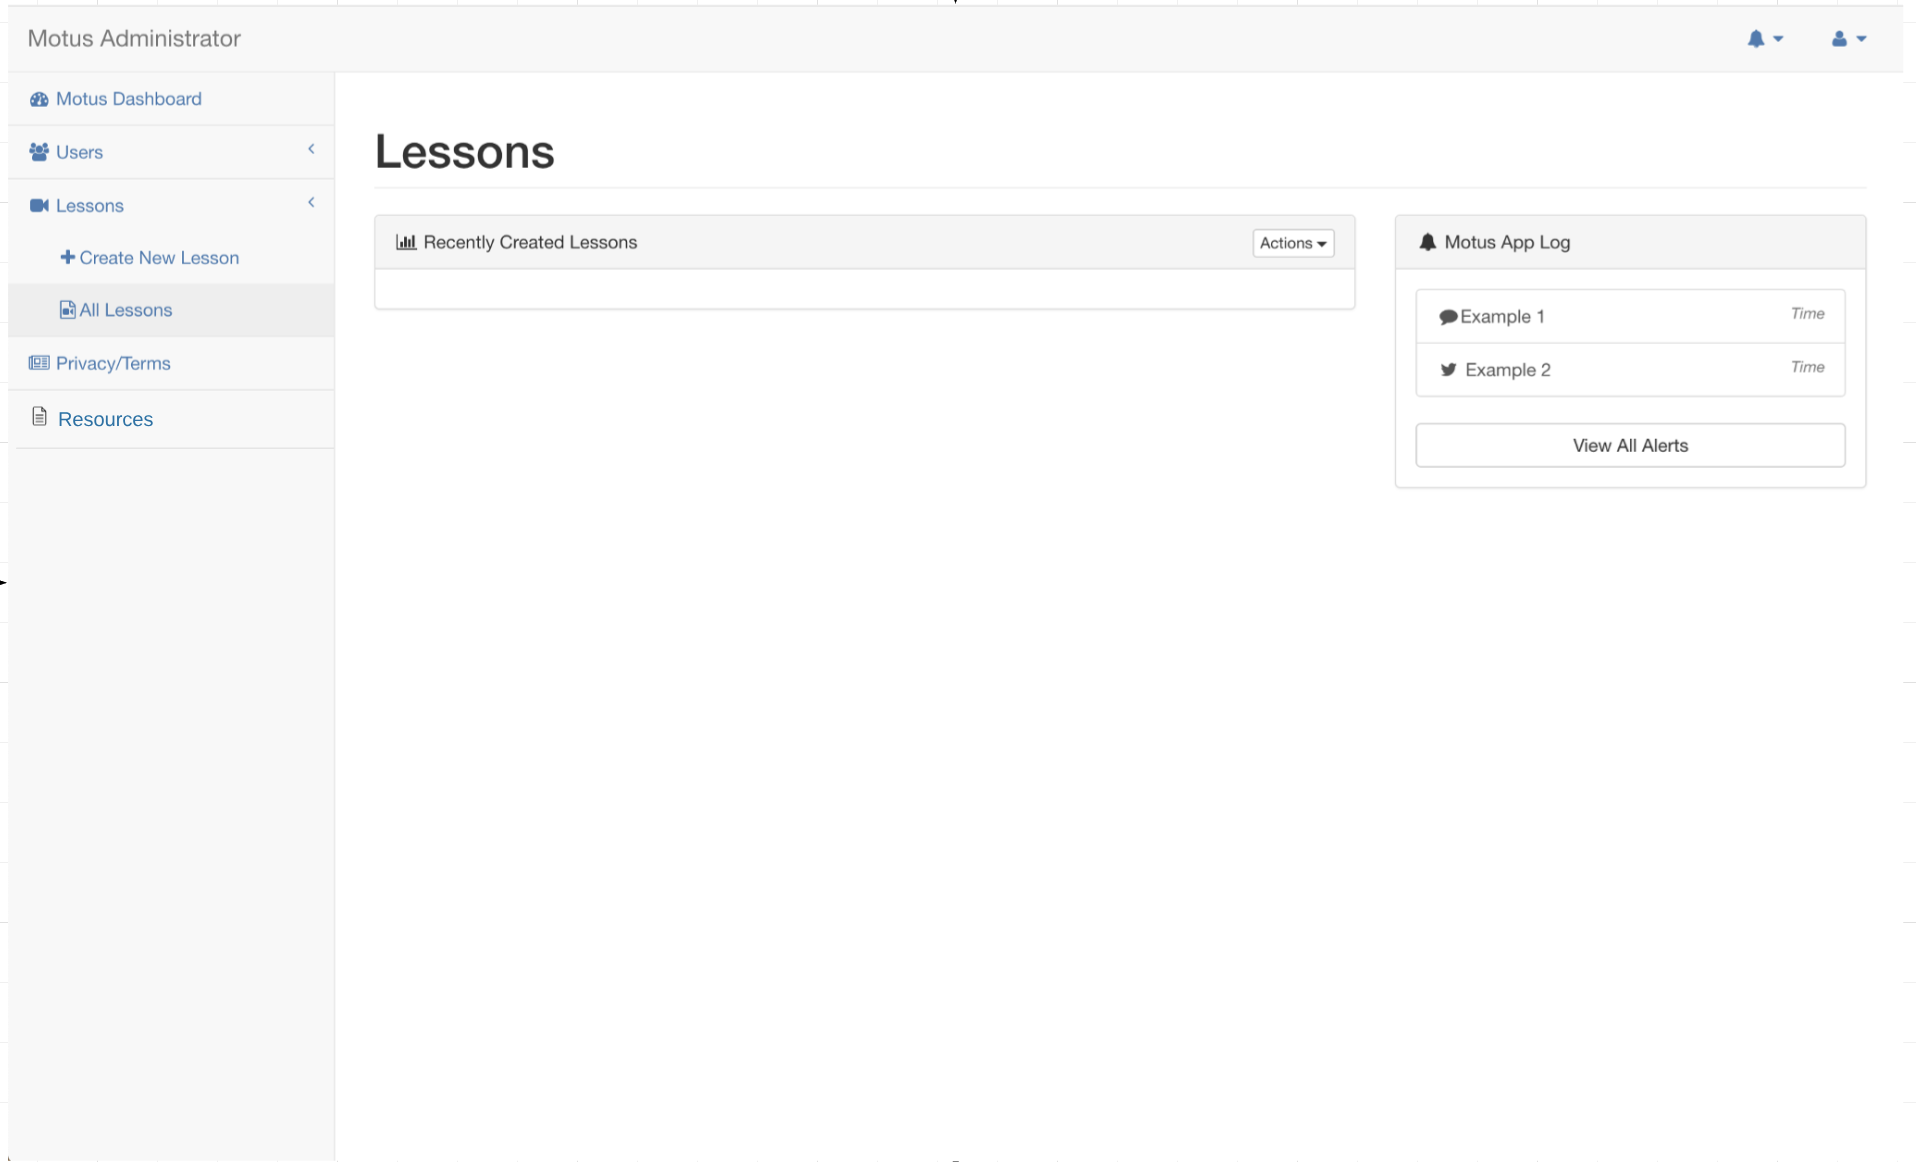 Motus Administrator
Motus Dashboard
Users
Lessons
Create New Lesson
All Lessons
Privacy/Terms
Resources
Lessons
Recently Created Lessons
Actions
Motus App Log
Example 1
Time
Example 2
Time
View All Alerts